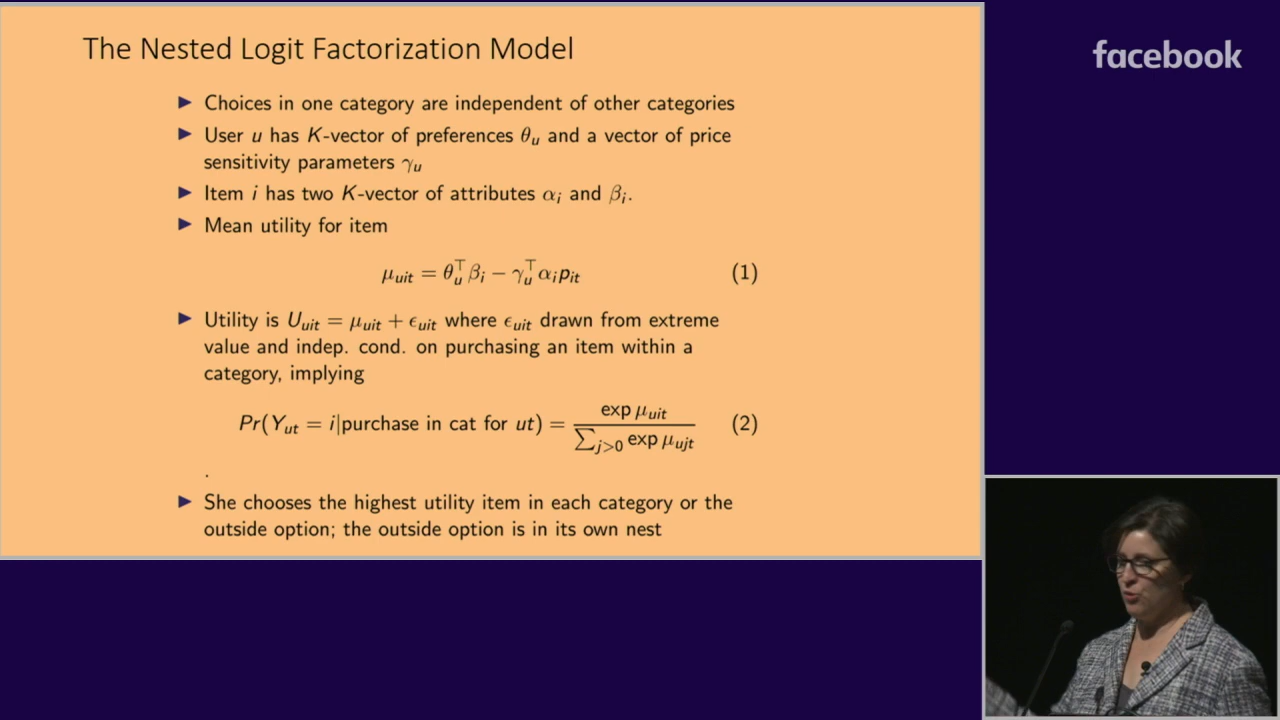 The Nested Logit Factorization Model
facebook
▶ Choices in one category are independent of other categories
▶ User u has K-vector of preferences θ_u and a vector of price
sensitivity parameters γ_u
▶ Item i has two K-vector of attributes α_i and β_i.
▶ Mean utility for item
μ_uit = θ_u^⊤ β_i − γ_u^⊤ α_i p_it (1)
▶ Utility is U_uit = μ_uit + ϵ_uit where ϵ_uit drawn from extreme
value and indep. cond. on purchasing an item within a
category, implying
Pr(Y_ut = i|purchase in cat for ut) = exp μ_uit / ∑_j>0 exp μ_ujt (2)
.
▶ She chooses the highest utility item in each category or the
outside option; the outside option is in its own nest